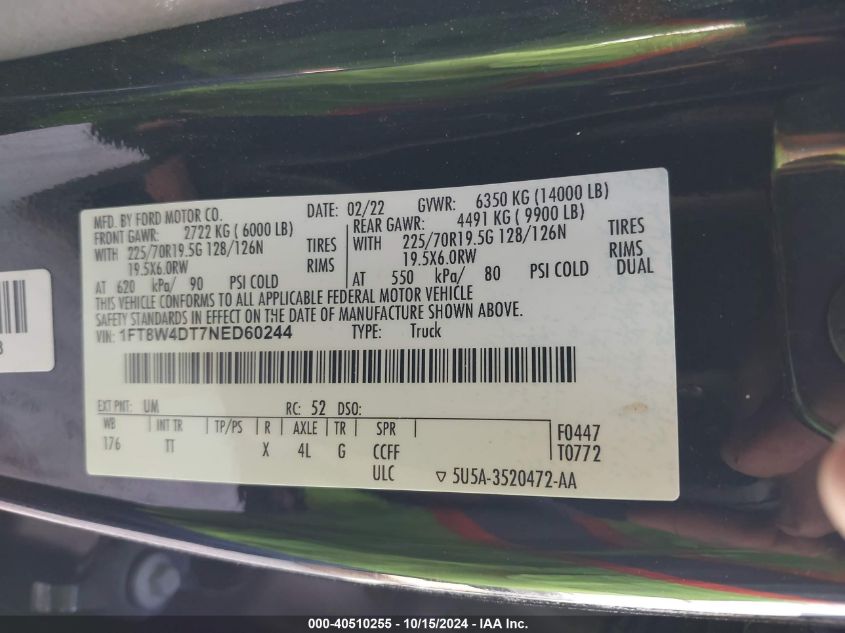 MFD. BY FORD MOTOR CO.
DATE: 02/22 GVWR: 6350 KG (14000 LB)
FRONT GAWR: 2722 KG (6000 LB)
WITH 225/70R19.5G 128/126N TIRES
19.5X6.0RW RIMS
AT 620 kPa/ 90 PSI COLD
REAR GAWR: 4491 KG (9900 LB)
WITH 225/70R19.5G 128/126N TIRES
19.5X6.0RW RIMS
AT 550 kPa/ 80 PSI COLD DUAL
THIS VEHICLE CONFORMS TO ALL APPLICABLE FEDERAL MOTOR VEHICLE
SAFETY STANDARDS IN EFFECT ON THE DATE OF MANUFACTURE SHOWN ABOVE.
VIN: 1FT8W4DT7NED60244 TYPE: Truck
EXT PNT: UM RC: 52 DSO:
WB INT TR TP/PS R AXLE TR SPR
176 TT X 4L G CCFF
ULC
F0447
T0772
▽ 5U5A-3520472-AA
000-40510255 - 10/15/2024 - IAA Inc.